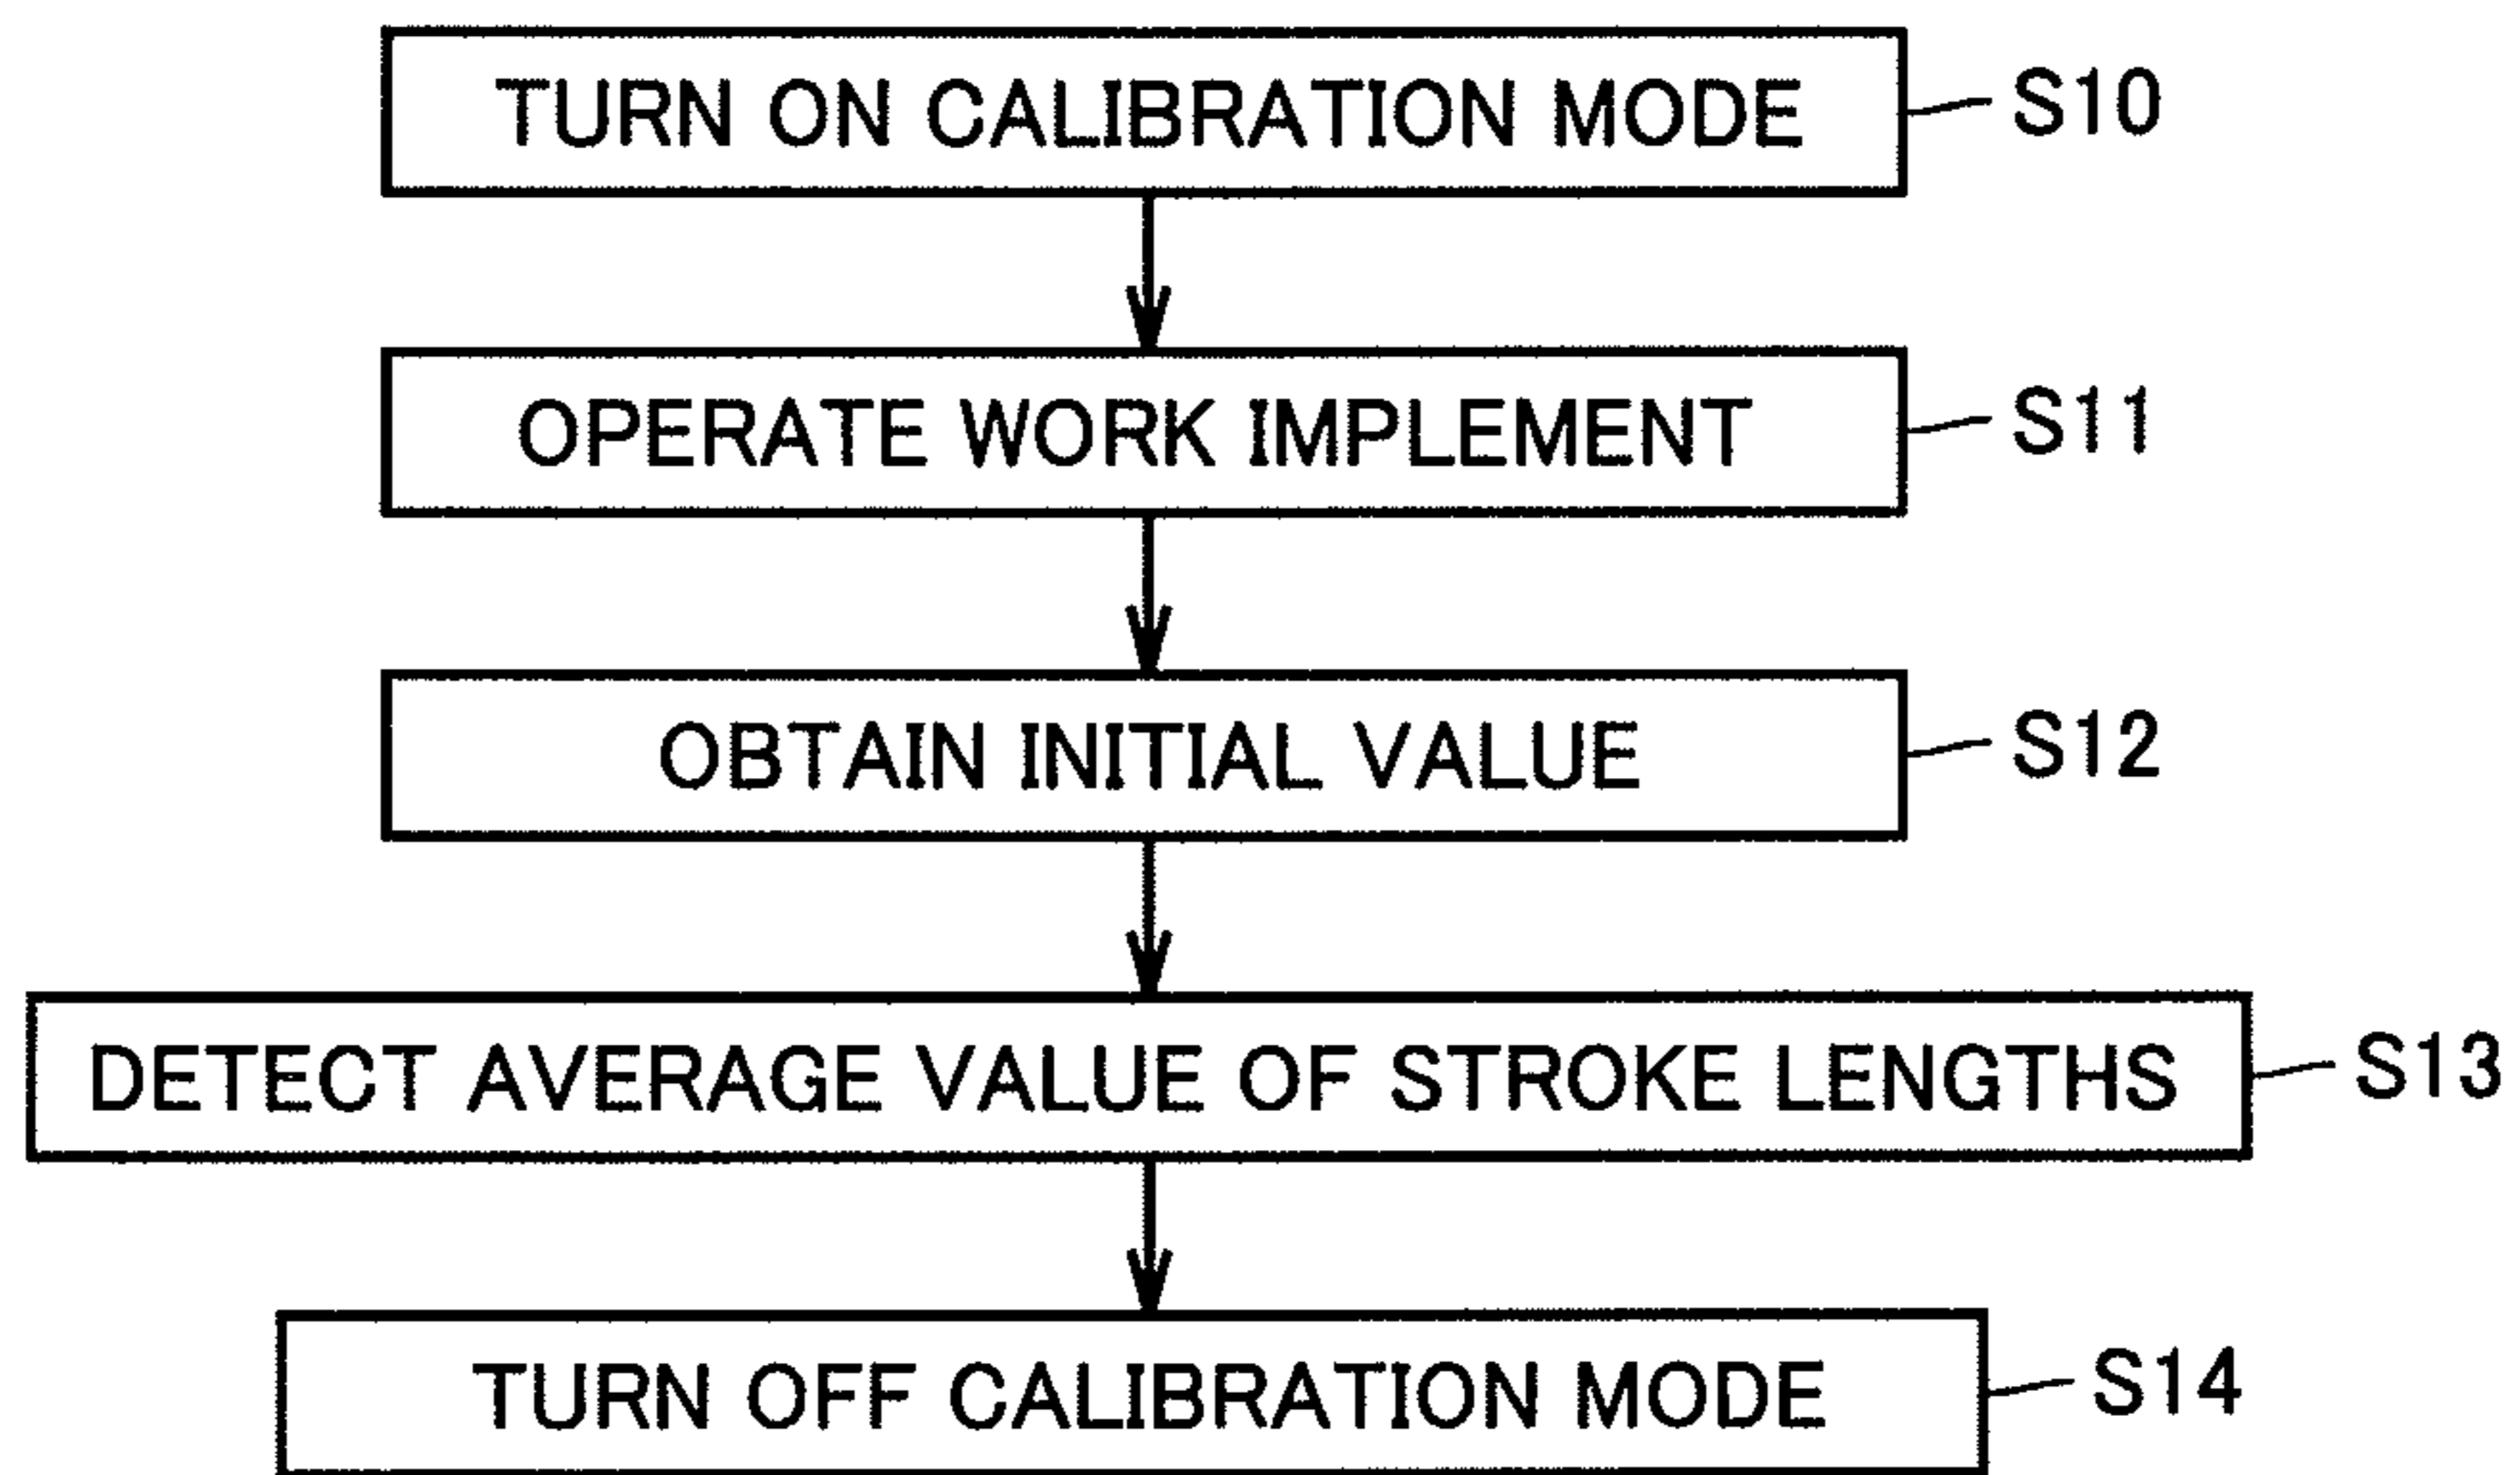 TURN ON CALIBRATION MODE S10
OPERATE WORK IMPLEMENT S11
OBTAIN INITIAL VALUE S12
DETECT AVERAGE VALUE OF STROKE LENGTHS S13
TURN OFF CALIBRATION MODE S14